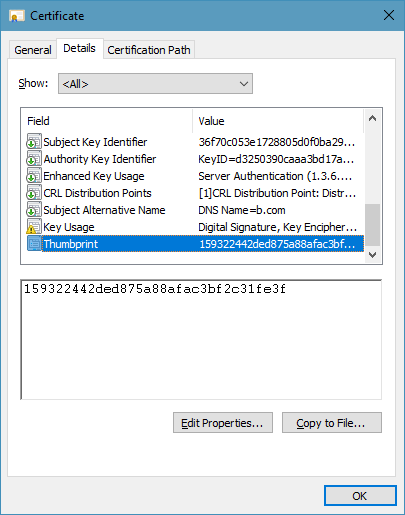 Certificate
General Details Certification Path
Show: <All>
Field Value
Subject Key Identifier 36f70c053e1728805d0f0ba29...
Authority Key Identifier KeyID=d3250390caaa3bd17a...
Enhanced Key Usage Server Authentication (1.3.6....
CRL Distribution Points [1]CRL Distribution Point: Distr...
Subject Alternative Name DNS Name=b.com
Key Usage Digital Signature, Key Encipher...
Thumbprint 159322442ded875a88afac3bf...
159322442ded875a88afac3bf2c31fe3f
Edit Properties... Copy to File...
OK